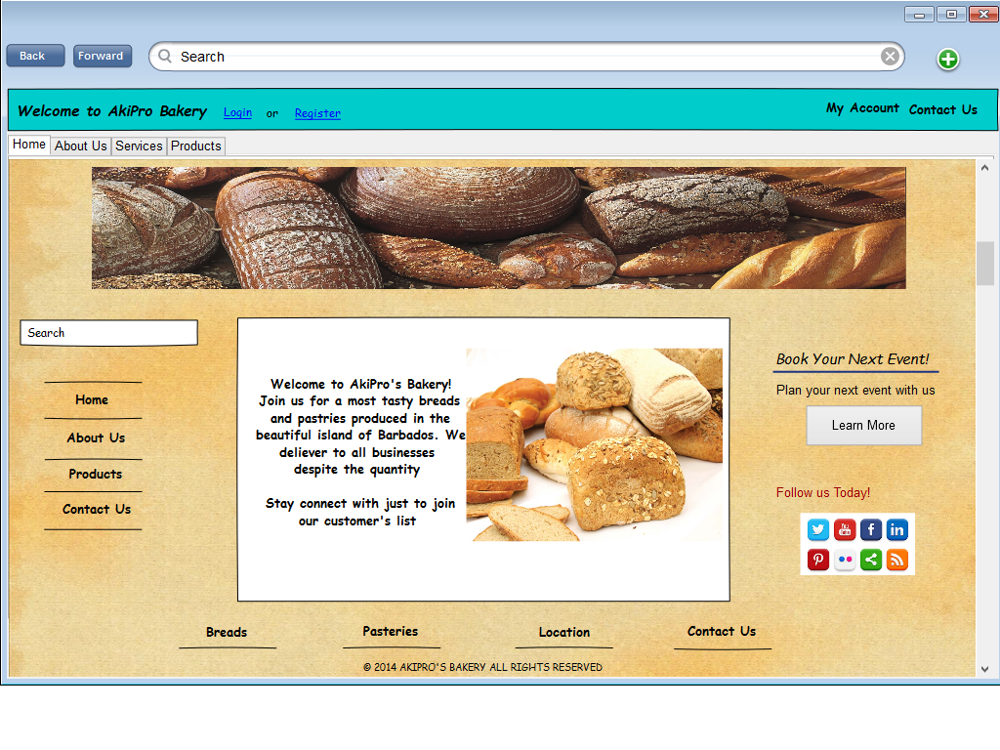 Back
Forward
Search
Welcome to AkiPro Bakery
Login
or
Register
My Account
Contact Us
Home
About Us
Services
Products
Search
Home
About Us
Products
Contact Us
Welcome to AkiPro's Bakery!
Join us for a most tasty breads
and pastries produced in the
beautiful island of Barbados. We
deliever to all businesses
despite the quantity
Stay connect with just to join
our customer's list
Book Your Next Event!
Plan your next event with us
Learn More
Follow us Today!
You
Tube
f
in
Breads
Pasteries
Location
Contact Us
© 2014 AKIPRO'S BAKERY ALL RIGHTS RESERVED